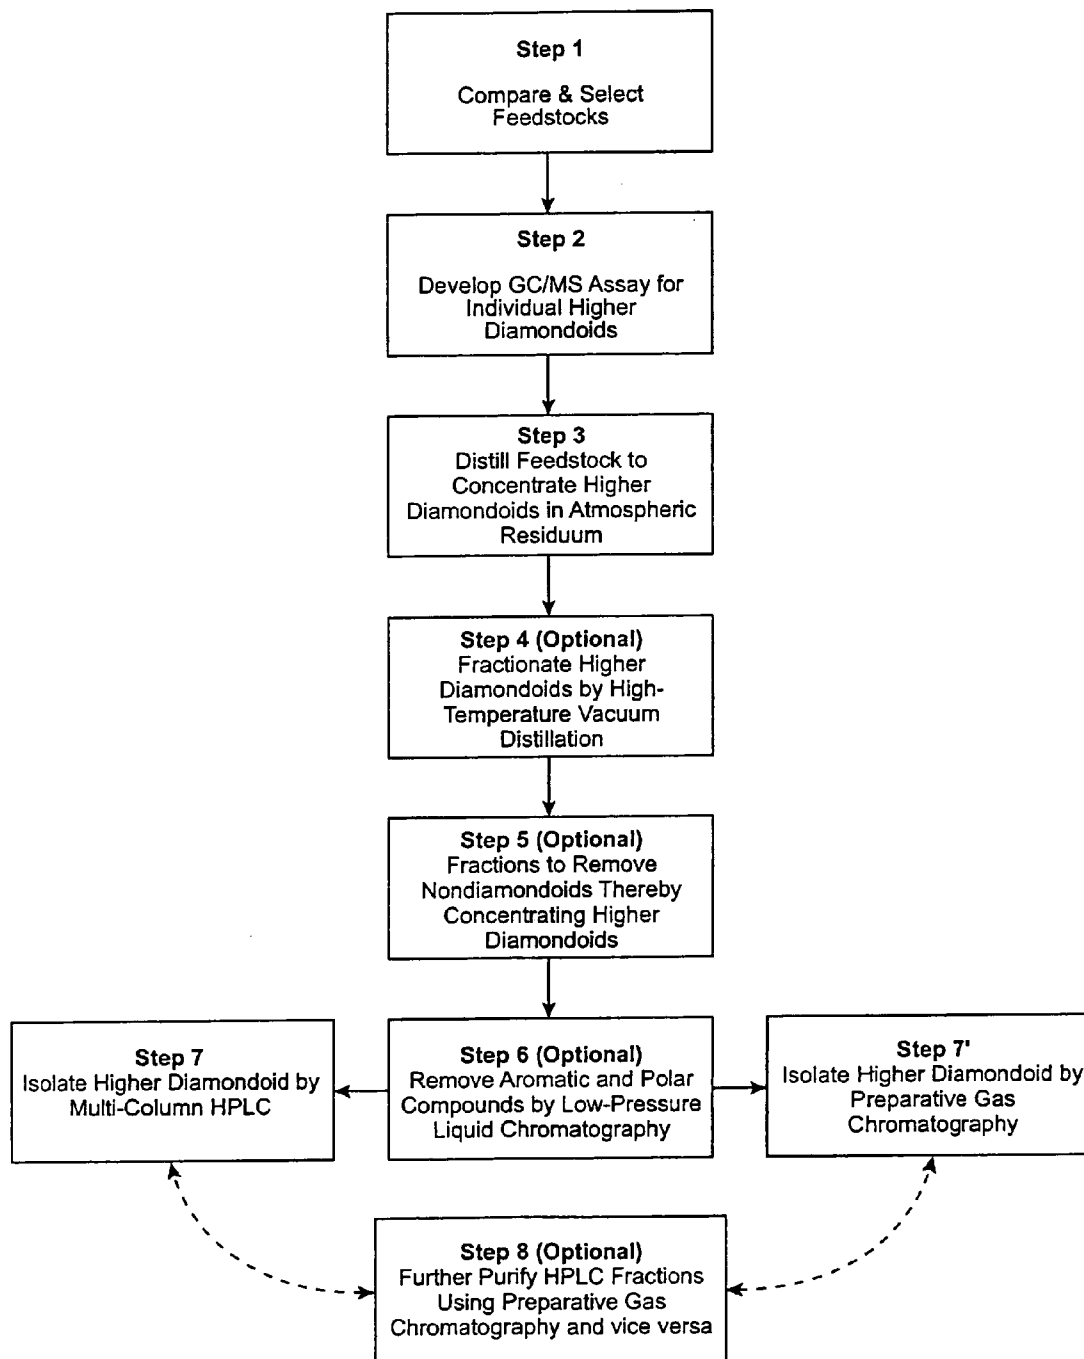 Step 1
Compare & Select
Feedstocks
Step 2
Develop GC/MS Assay for
Individual Higher
Diamondoids
Step 3
Distill Feedstock to
Concentrate Higher
Diamondoids in Atmospheric
Residuum
Step 4 (Optional)
Fractionate Higher
Diamondoids by High-
Temperature Vacuum
Distillation
Step 5 (Optional)
Fractions to Remove
Nondiamondoids Thereby
Concentrating Higher
Diamondoids
Step 6 (Optional)
Remove Aromatic and Polar
Compounds by Low-Pressure
Liquid Chromatography
Step 7
Isolate Higher Diamondoid by
Multi-Column HPLC
Step 7'
Isolate Higher Diamondoid by
Preparative Gas
Chromatography
Step 8 (Optional)
Further Purify HPLC Fractions
Using Preparative Gas
Chromatography and vice versa